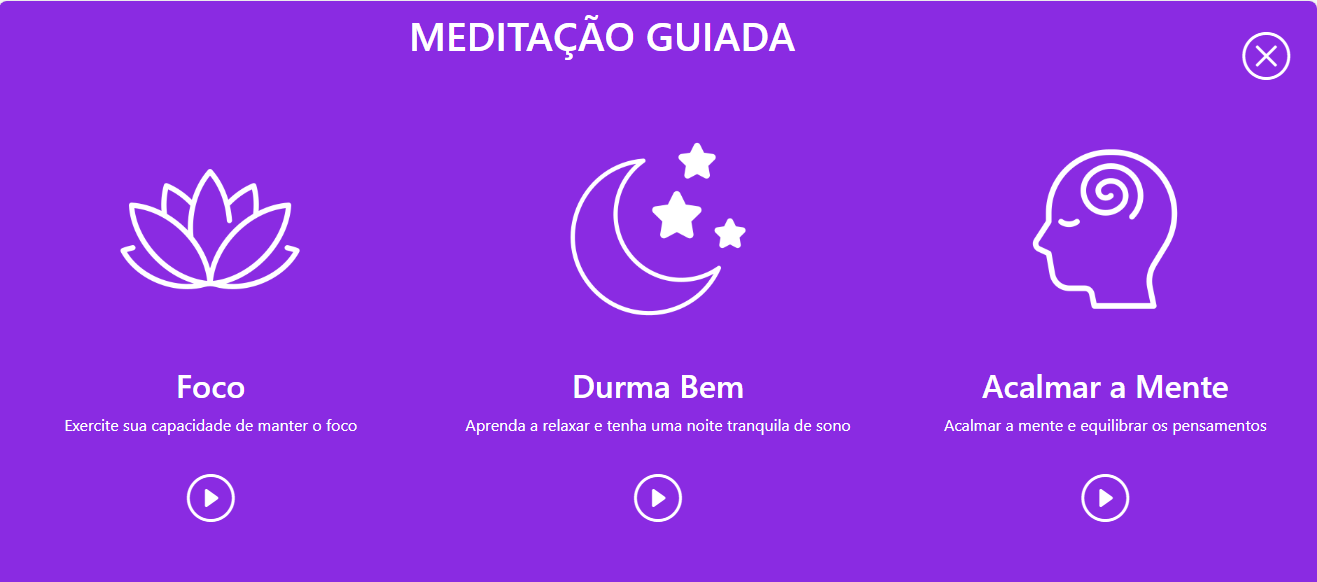 MEDITAÇÃO GUIADA
Foco
Exercite sua capacidade de manter o foco
Durma Bem
Aprenda a relaxar e tenha uma noite tranquila de sono
Acalmar a Mente
Acalmar a mente e equilibrar os pensamentos